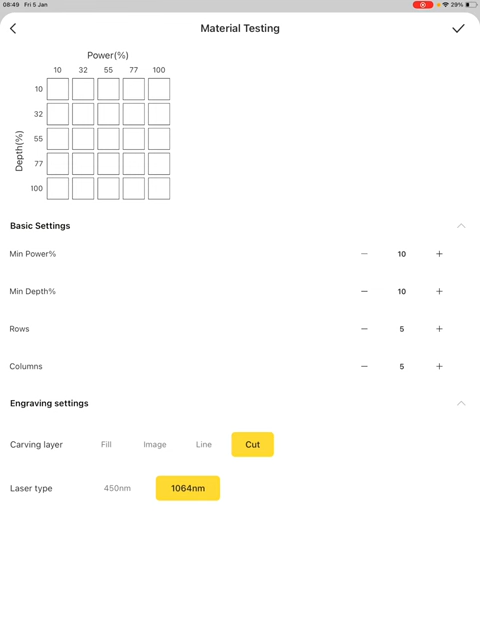 08:49 Fri 5 Jan 29%
Material Testing
Power(%)
10 32 55 77 100
10
32
55
77
100
Depth(%)
Basic Settings
Min Power% 10
Min Depth% 10
Rows 5
Columns 5
Engraving settings
Carving layer Fill Image Line Cut
Laser type 450nm 1064nm